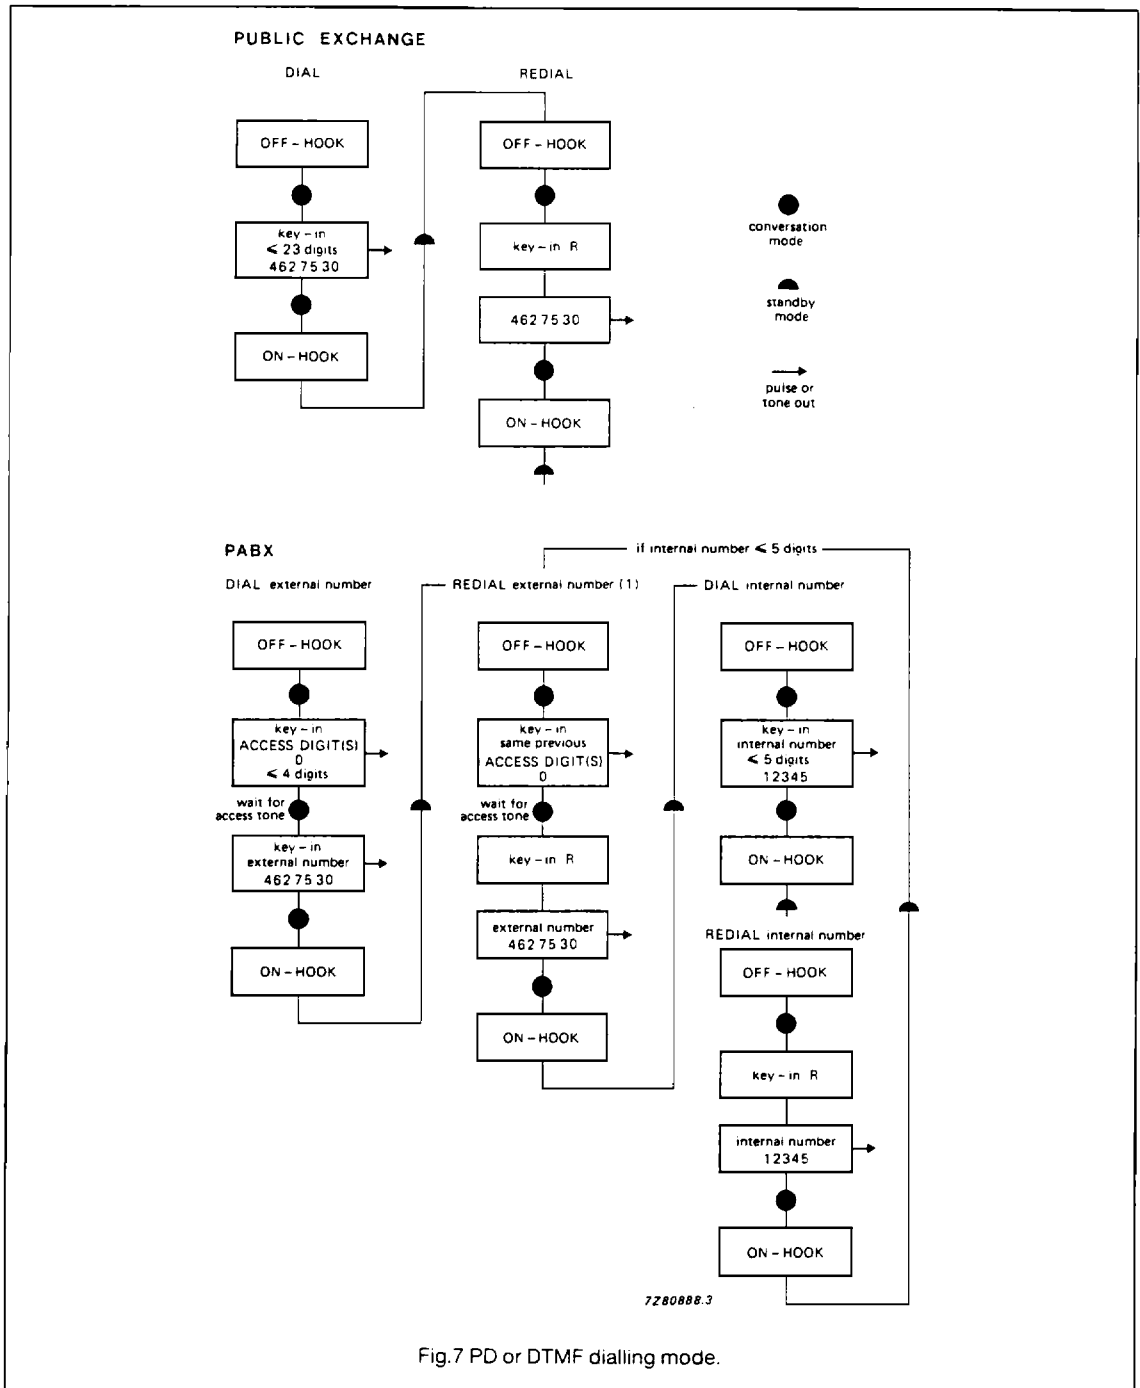 PUBLIC EXCHANGE
DIAL
OFF-HOOK
key-in
≤ 23 digits
462 75 30
ON-HOOK
REDIAL
OFF-HOOK
key-in R
462 75 30
ON-HOOK
conversation
mode
standby
mode
pulse or
tone out
PABX
if internal number ≤ 5 digits
DIAL external number
OFF-HOOK
key-in
ACCESS DIGIT(S)
0
≤ 4 digits
wait for
access tone
key-in
external number
462 75 30
ON-HOOK
REDIAL external number (1)
OFF-HOOK
key-in
same previous
ACCESS DIGIT(S)
0
wait for
access tone
key-in R
external number
462 75 30
ON-HOOK
DIAL internal number
OFF-HOOK
key-in
internal number
≤ 5 digits
12345
ON-HOOK
REDIAL internal number
OFF-HOOK
key-in R
internal number
12345
ON-HOOK
7Z80888.3
Fig.7 PD or DTMF dialling mode.